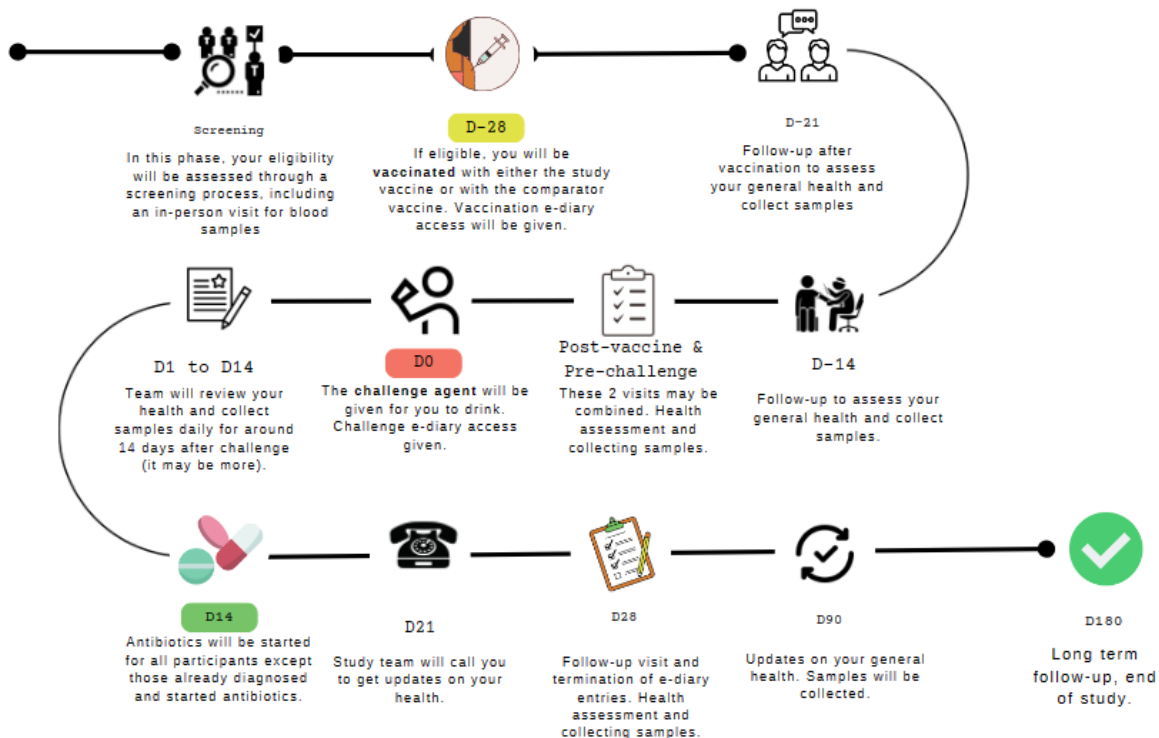 Screening
In this phase, your eligibility
will be assessed through a
screening process, including
an in-person visit for blood
samples
D-28
If eligible, you will be
vaccinated with either the study
vaccine or with the comparator
vaccine. Vaccination e-diary
access will be given.
D-21
Follow-up after
vaccination to assess
your general health and
collect samples
D-14
Follow-up to assess your
general health and collect
samples.
Post-vaccine &
Pre-challenge
These 2 visits may be
combined. Health
assessment and
collecting samples.
D0
The challenge agent will be
given for you to drink.
Challenge e-diary access
given.
D1 to D14
Team will review your
health and collect
samples daily for around
14 days after challenge
(it may be more).
D14
Antibiotics will be started
for all participants except
those already diagnosed
and started antibiotics.
D21
Study team will call you
to get updates on your
health.
D28
Follow-up visit and
termination of e-diary
entries. Health
assessment and
collecting samples.
D90
Updates on your general
health. Samples will be
collected.
D180
Long term
follow-up, end
of study.